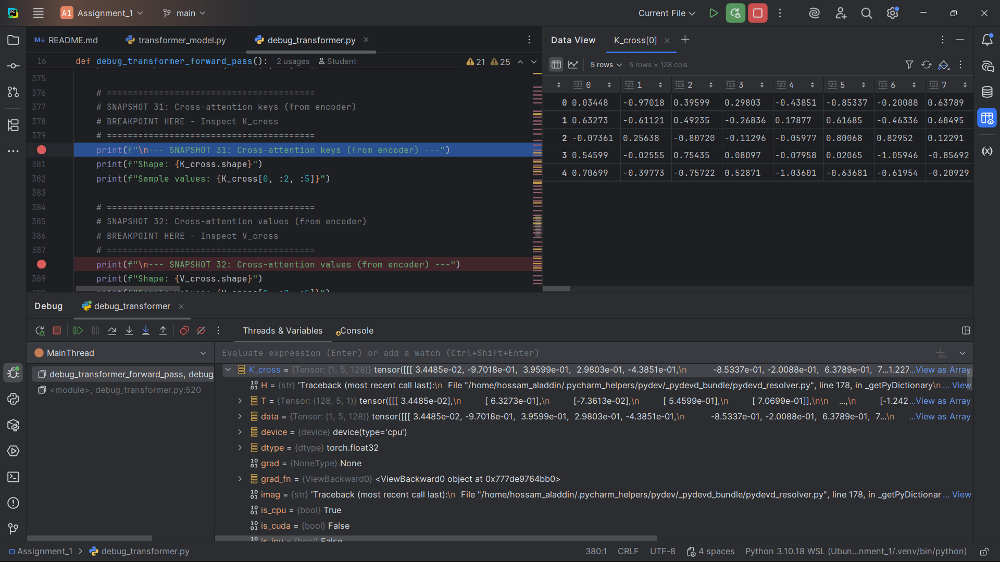 A1 Assignment_1 main Current File
README.md transformer_model.py debug_transformer.py
16 def debug_transformer_forward_pass(): 2 usages Student 21 25
375
376 # ========================================
377 # SNAPSHOT 31: Cross-attention keys (from encoder)
378 # BREAKPOINT HERE - Inspect K_cross
379 # ========================================
print(f"\n--- SNAPSHOT 31: Cross-attention keys (from encoder) ---")
381 print(f"Shape: {K_cross.shape}")
382 print(f"Sample values: {K_cross[0, :2, :5]}")
383
384 # ========================================
385 # SNAPSHOT 32: Cross-attention values (from encoder)
386 # BREAKPOINT HERE - Inspect V_cross
387 # ========================================
print(f"\n--- SNAPSHOT 32: Cross-attention values (from encoder) ---")
389 print(f"Shape: {V_cross.shape}")
Data View K_cross[0]
5 rows 5 rows × 128 cols
0 1 2 3 4 5 6 7
0 0.03448 -0.97018 0.39599 0.29803 -0.43851 -0.85337 -0.20088 0.63789
1 0.63273 -0.61121 0.49235 -0.26836 0.17877 0.61685 -0.46336 0.68495
2 -0.07361 0.25638 -0.80720 -0.11296 -0.05977 0.80068 0.82952 0.12291
3 0.54599 -0.02555 0.75435 0.08097 -0.07958 0.02065 -1.05946 -0.85692
4 0.70699 -0.39773 -0.75722 0.52871 -1.03601 -0.63681 -0.61954 -0.20929
Debug debug_transformer
Threads & Variables Console
MainThread
debug_transformer_forward_pass, debug_
<module>, debug_transformer.py:520
Evaluate expression (Enter) or add a watch (Ctrl+Shift+Enter)
K_cross = {Tensor: (1, 5, 128)} tensor([[[ 3.4485e-02, -9.7018e-01, 3.9599e-01, 2.9803e-01, -4.3851e-01,\n -8.5337e-01, -2.0088e-01, 6.3789e-01, 7...1.227...View as Array
H = {str} 'Traceback (most recent call last):\n File "/home/hossam_aladdin/.pycharm_helpers/pydev/_pydevd_bundle/pydevd_resolver.py", line 178, in _getPyDictionary\n ... View
T = {Tensor: (128, 5, 1)} tensor([[[ 3.4485e-02],\n [ 6.3273e-01],\n [-7.3613e-02],\n [ 5.4599e-01],\n [ 7.0699e-01]],\n\n ...,\n [-1.242...View as Array
data = {Tensor: (1, 5, 128)} tensor([[[ 3.4485e-02, -9.7018e-01, 3.9599e-01, 2.9803e-01, -4.3851e-01,\n -8.5337e-01, -2.0088e-01, 6.3789e-01, 7...\n ...View as Array
device = {device} device(type='cpu')
dtype = {dtype} torch.float32
grad = {NoneType} None
grad_fn = {ViewBackward0} <ViewBackward0 object at 0x777de9764bb0>
imag = {str} 'Traceback (most recent call last):\n File "/home/hossam_aladdin/.pycharm_helpers/pydev/_pydevd_bundle/pydevd_resolver.py", line 178, in _getPyDictionar... View
is_cpu = {bool} True
is_cuda = {bool} False
is_ipu = {bool} False
Assignment_1 > debug_transformer.py 380:1 CRLF UTF-8 4 spaces Python 3.10.18 WSL (Ubun...nment_1/.venv/bin/python)